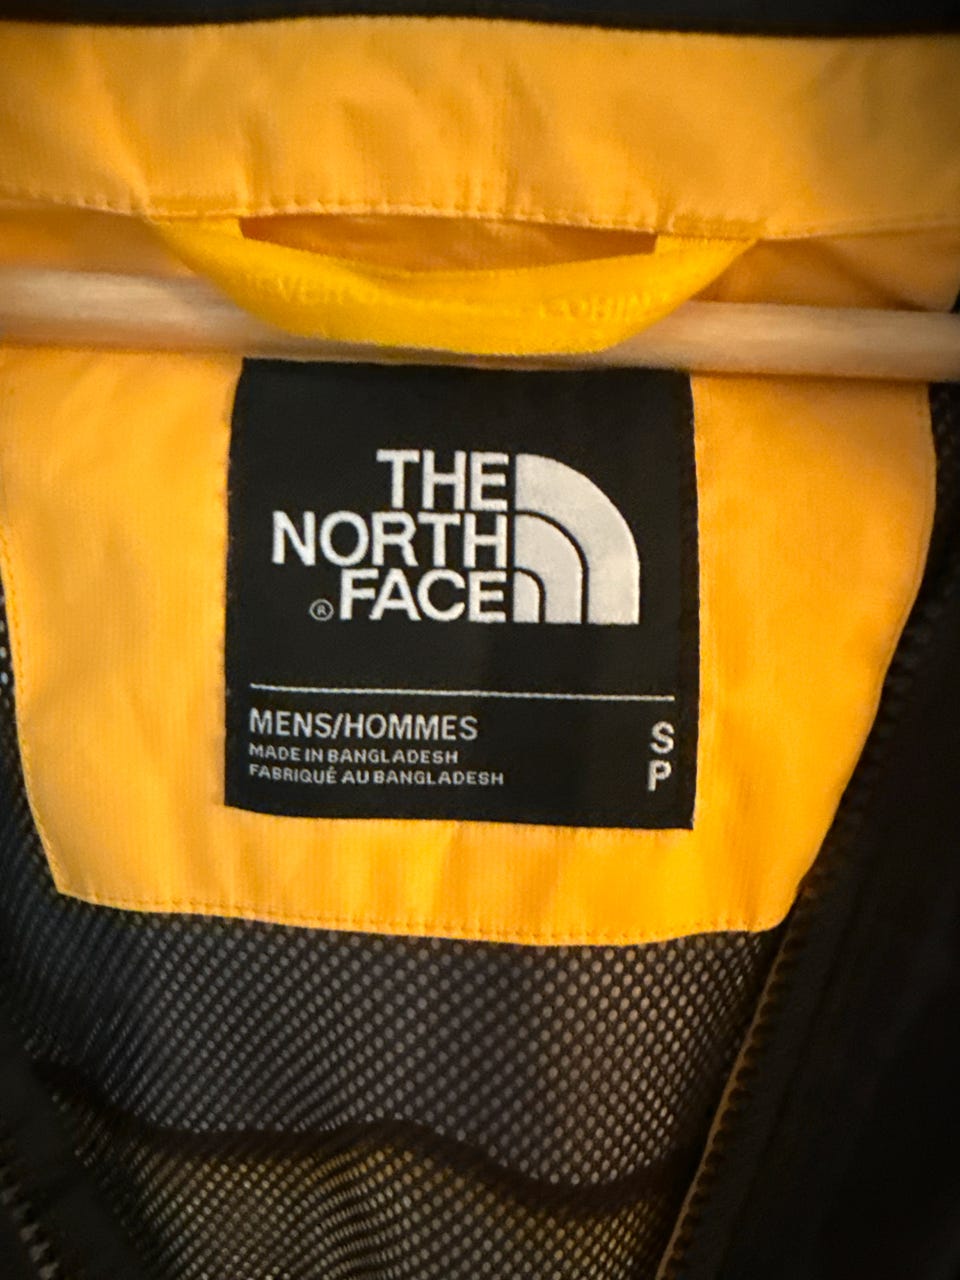 THE
NORTH
® FACE
MENS/HOMMES
MADE IN BANGLADESH
FABRIQUÉ AU BANGLADESH
S
P